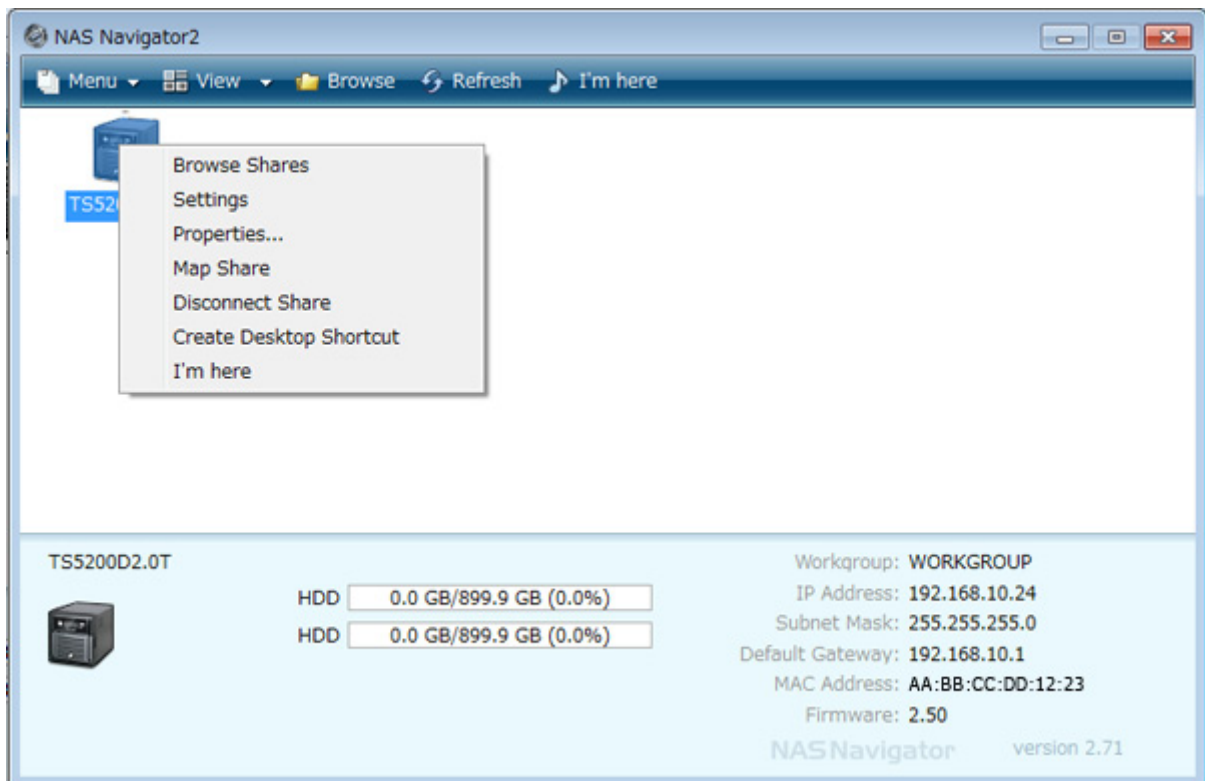 NAS Navigator2
Menu View Browse Refresh I'm here
TS52
Browse Shares
Settings
Properties...
Map Share
Disconnect Share
Create Desktop Shortcut
I'm here
TS5200D2.0T
HDD 0.0 GB/899.9 GB (0.0%)
HDD 0.0 GB/899.9 GB (0.0%)
Workgroup: WORKGROUP
IP Address: 192.168.10.24
Subnet Mask: 255.255.255.0
Default Gateway: 192.168.10.1
MAC Address: AA:BB:CC:DD:12:23
Firmware: 2.50
NAS Navigator version 2.71